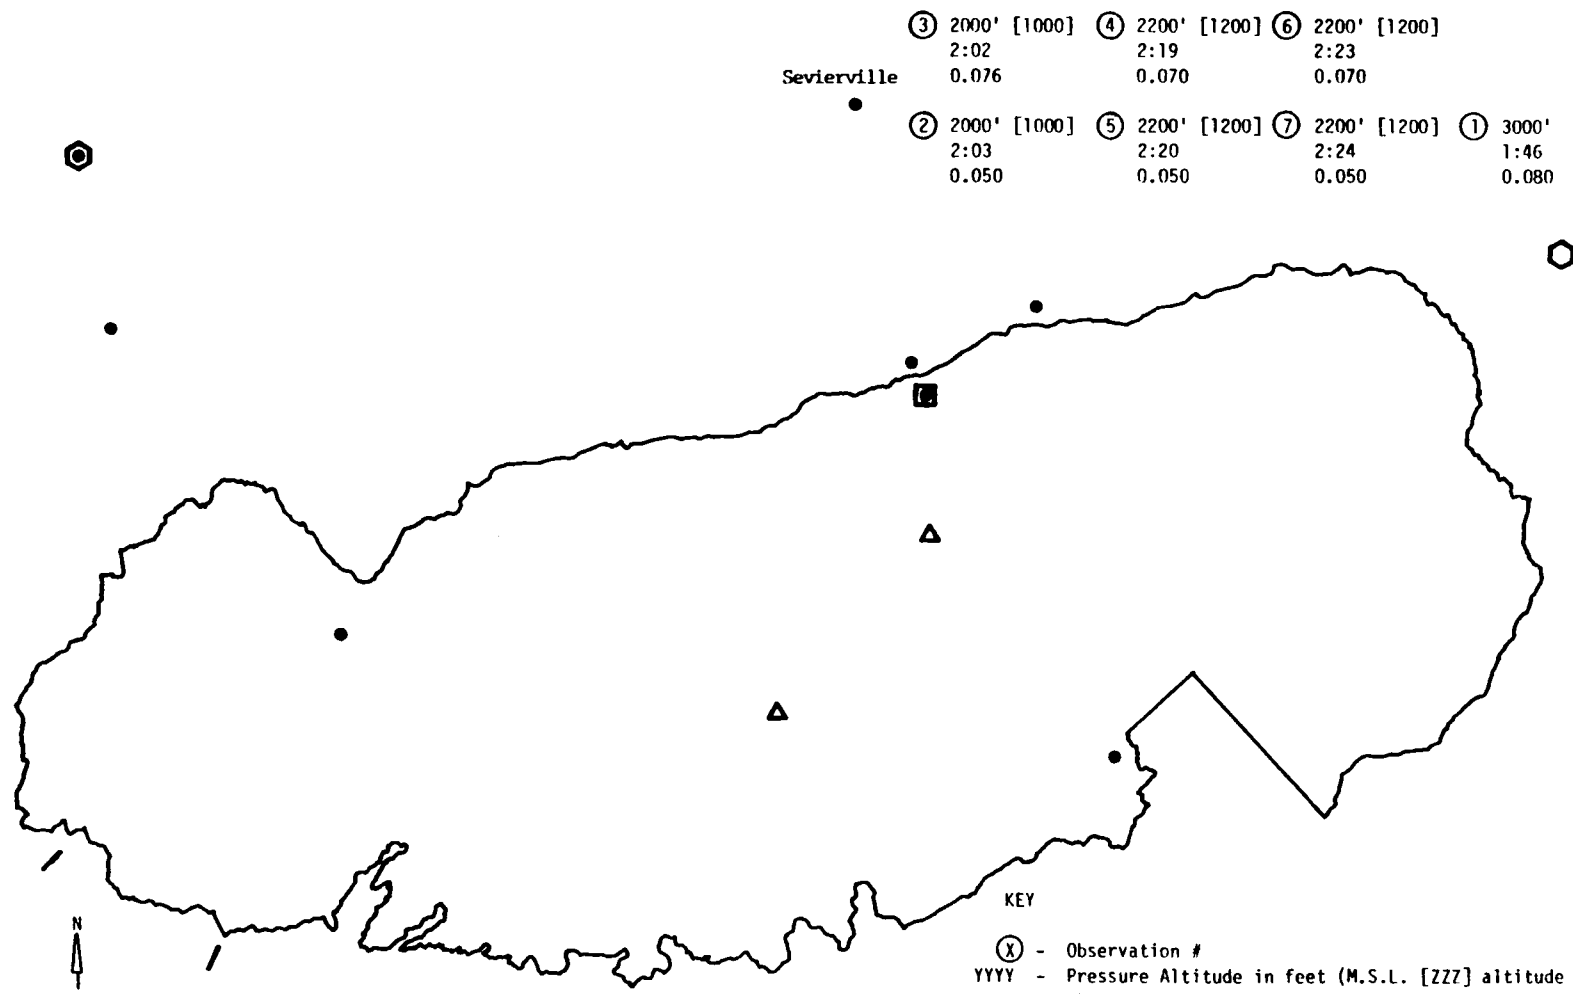 ③ 2000' [1000] ④ 2200' [1200] ⑥ 2200' [1200]
2:02 2:19 2:23
Sevierville 0.076 0.070 0.070
② 2000' [1000] ⑤ 2200' [1200] ⑦ 2200' [1200] ① 3000'
2:03 2:20 2:24 1:46
0.050 0.050 0.050 0.080
N
KEY
Ⓧ - Observation #
YYYY - Pressure Altitude in feet (M.S.L. [ZZZ] altitude